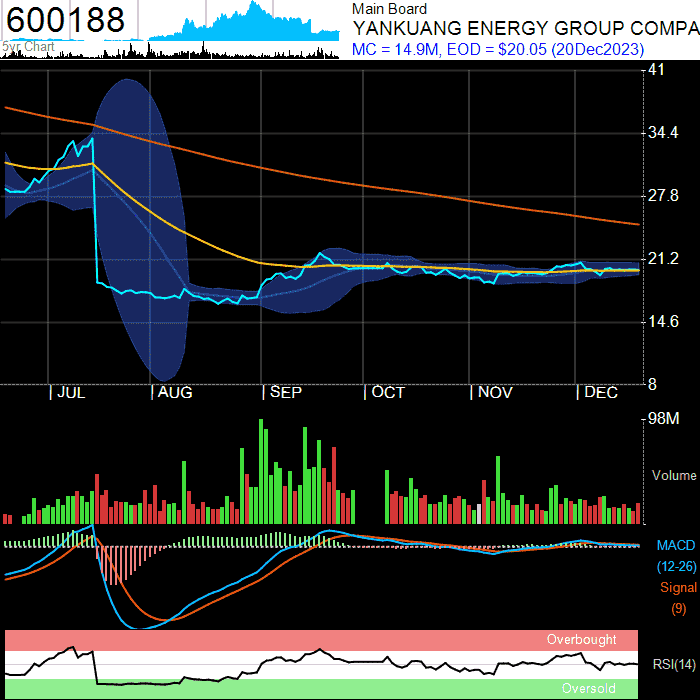 600188
Main Board
YANKUANG ENERGY GROUP COMPA
MC = 14.9M, EOD = $20.05 (20Dec2023)
5yr Chart
41
34.4
27.8
21.2
14.6
8
| JUL | AUG | SEP | OCT | NOV | DEC
98M
Volume
MACD
(12-26)
Signal
(9)
Overbought
RSI(14)
Oversold